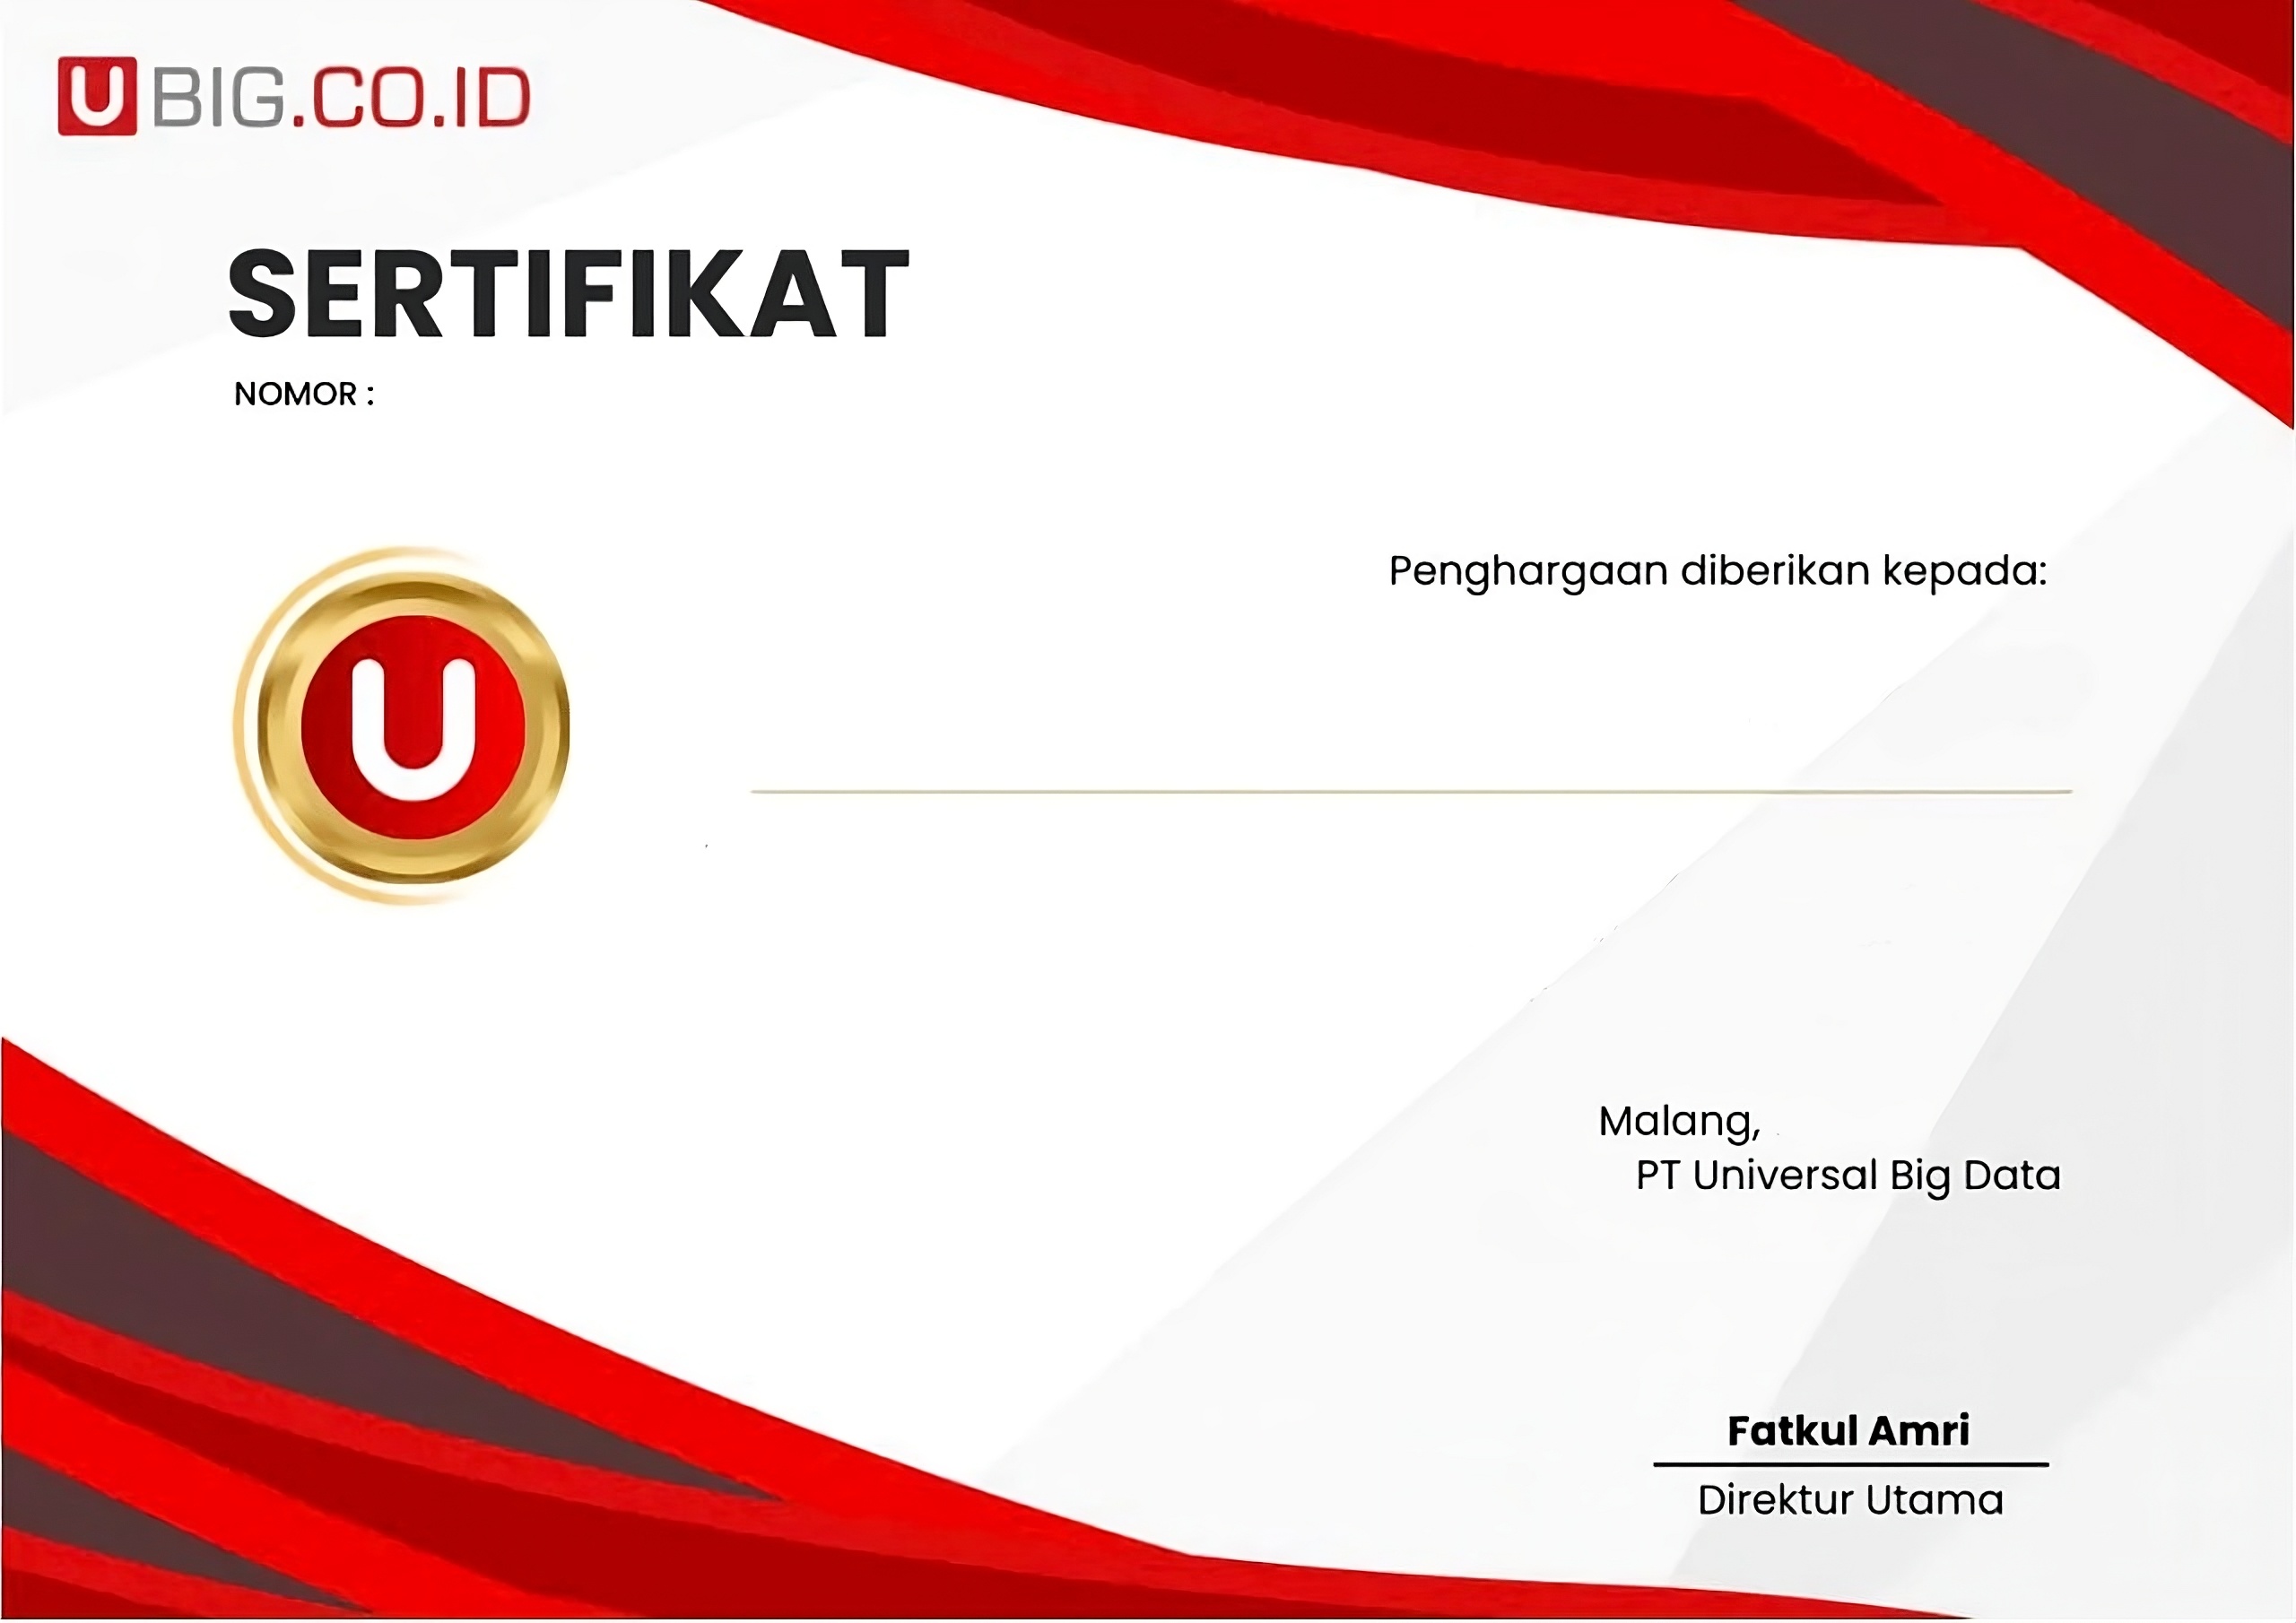 UBIG.CO.ID
SERTIFIKAT
NOMOR :
Penghargaan diberikan kepada:
U
Malang,
PT Universal Big Data
Fatkul Amri
Direktur Utama